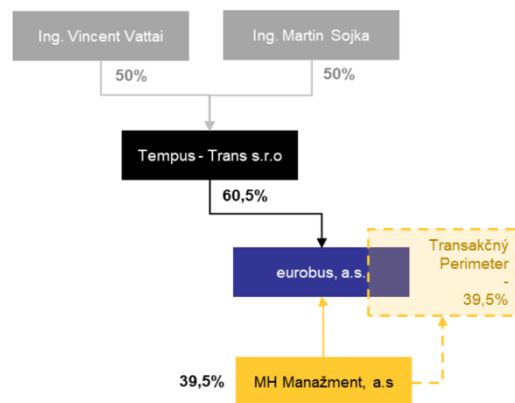 Ing. Vincent Vattai
Ing. Martin Sojka
50%
50%
Tempus - Trans s.r.o
60,5%
eurobus, a.s.
Transakčný
Perimeter
-
39,5%
39,5%
MH Manažment, a.s